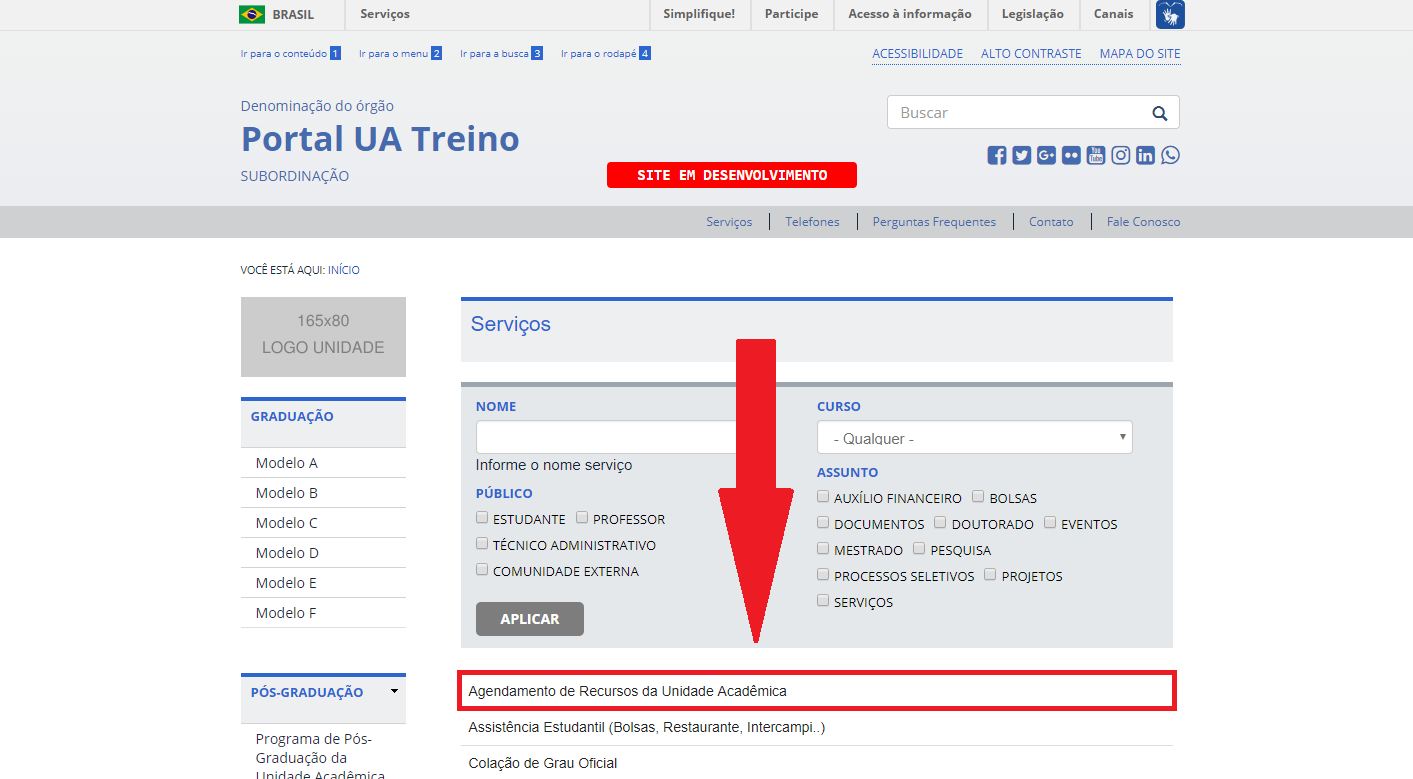 BRASIL Serviços Simplifique! Participe Acesso à informação Legislação Canais
Ir para o conteúdo 1 Ir para o menu 2 Ir para a busca 3 Ir para o rodapé 4 ACESSIBILIDADE ALTO CONTRASTE MAPA DO SITE
Denominação do órgão
Portal UA Treino
SUBORDINAÇÃO
Buscar
You Tube
SITE EM DESENVOLVIMENTO
Serviços Telefones Perguntas Frequentes Contato Fale Conosco
VOCÊ ESTÁ AQUI: INÍCIO
165x80
LOGO UNIDADE
GRADUAÇÃO
Modelo A
Modelo B
Modelo C
Modelo D
Modelo E
Modelo F
PÓS-GRADUAÇÃO
Programa de Pós-
Graduação da
Unidade Acadêmica
Serviços
NOME
Informe o nome serviço
PÚBLICO
ESTUDANTE PROFESSOR
TÉCNICO ADMINISTRATIVO
COMUNIDADE EXTERNA
APLICAR
CURSO
- Qualquer -
ASSUNTO
AUXÍLIO FINANCEIRO BOLSAS
DOCUMENTOS DOUTORADO EVENTOS
MESTRADO PESQUISA
PROCESSOS SELETIVOS PROJETOS
SERVIÇOS
Agendamento de Recursos da Unidade Acadêmica
Assistência Estudantil (Bolsas, Restaurante, Intercampi..)
Colação de Grau Oficial